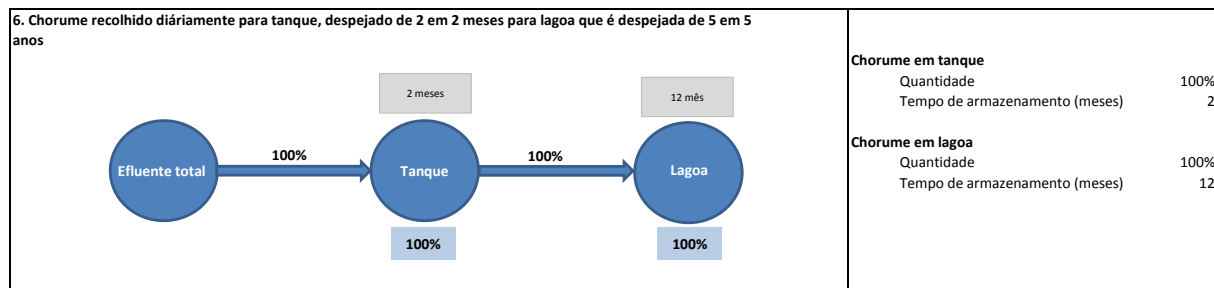 6. Chorume recolhido diáriamente para tanque, despejado de 2 em 2 meses para lagoa que é despejada de 5 em 5
anos
2 meses
12 mês
Efluente total
100%
Tanque
100%
Lagoa
100%
100%
Chorume em tanque
Quantidade 100%
Tempo de armazenamento (meses) 2
Chorume em lagoa
Quantidade 100%
Tempo de armazenamento (meses) 12